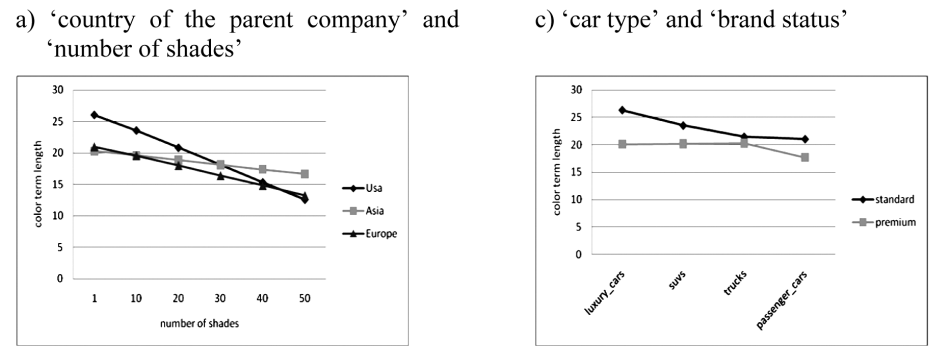 a) ‘country of the parent company’ and
‘number of shades’
30
25
20
15
10
5
0
color term length
1 10 20 30 40 50
number of shades
Usa
Asia
Europe
c) ‘car type’ and ‘brand status’
30
25
20
15
10
5
0
color term length
luxury_cars
suvs
trucks
passenger_cars
standard
premium